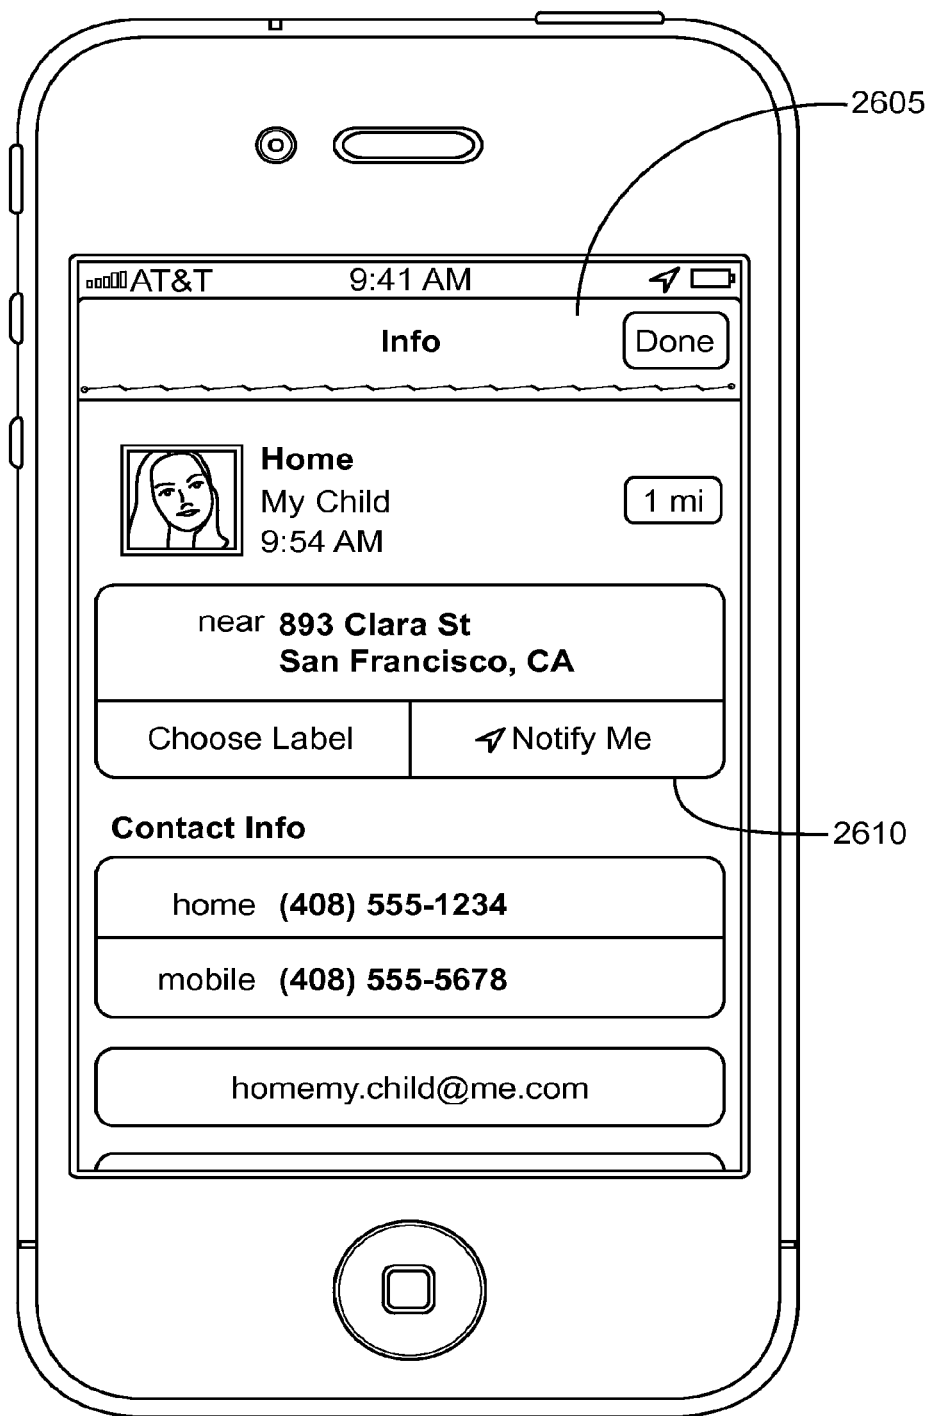 2605
AT&T 9:41 AM
Info Done
Home
My Child 1 mi
9:54 AM
near 893 Clara St
San Francisco, CA
Choose Label Notify Me
2610
Contact Info
home (408) 555-1234
mobile (408) 555-5678
homemy.child@me.com